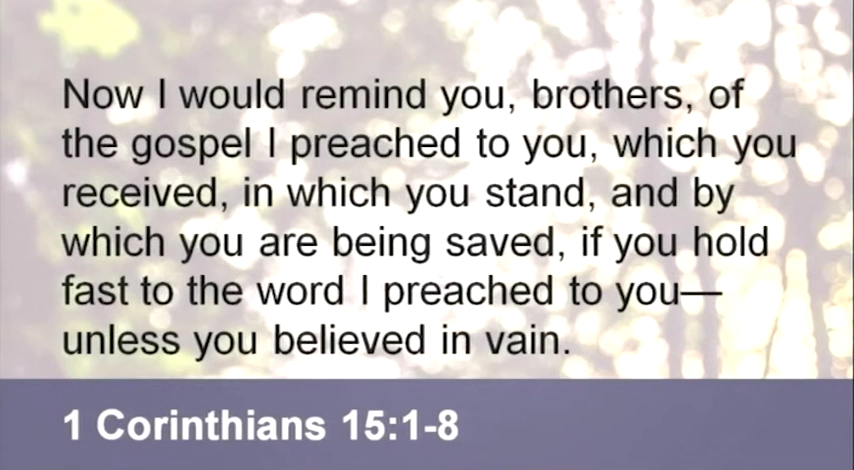 Now I would remind you, brothers, of
the gospel I preached to you, which you
received, in which you stand, and by
which you are being saved, if you hold
fast to the word I preached to you—
unless you believed in vain.
1 Corinthians 15:1-8